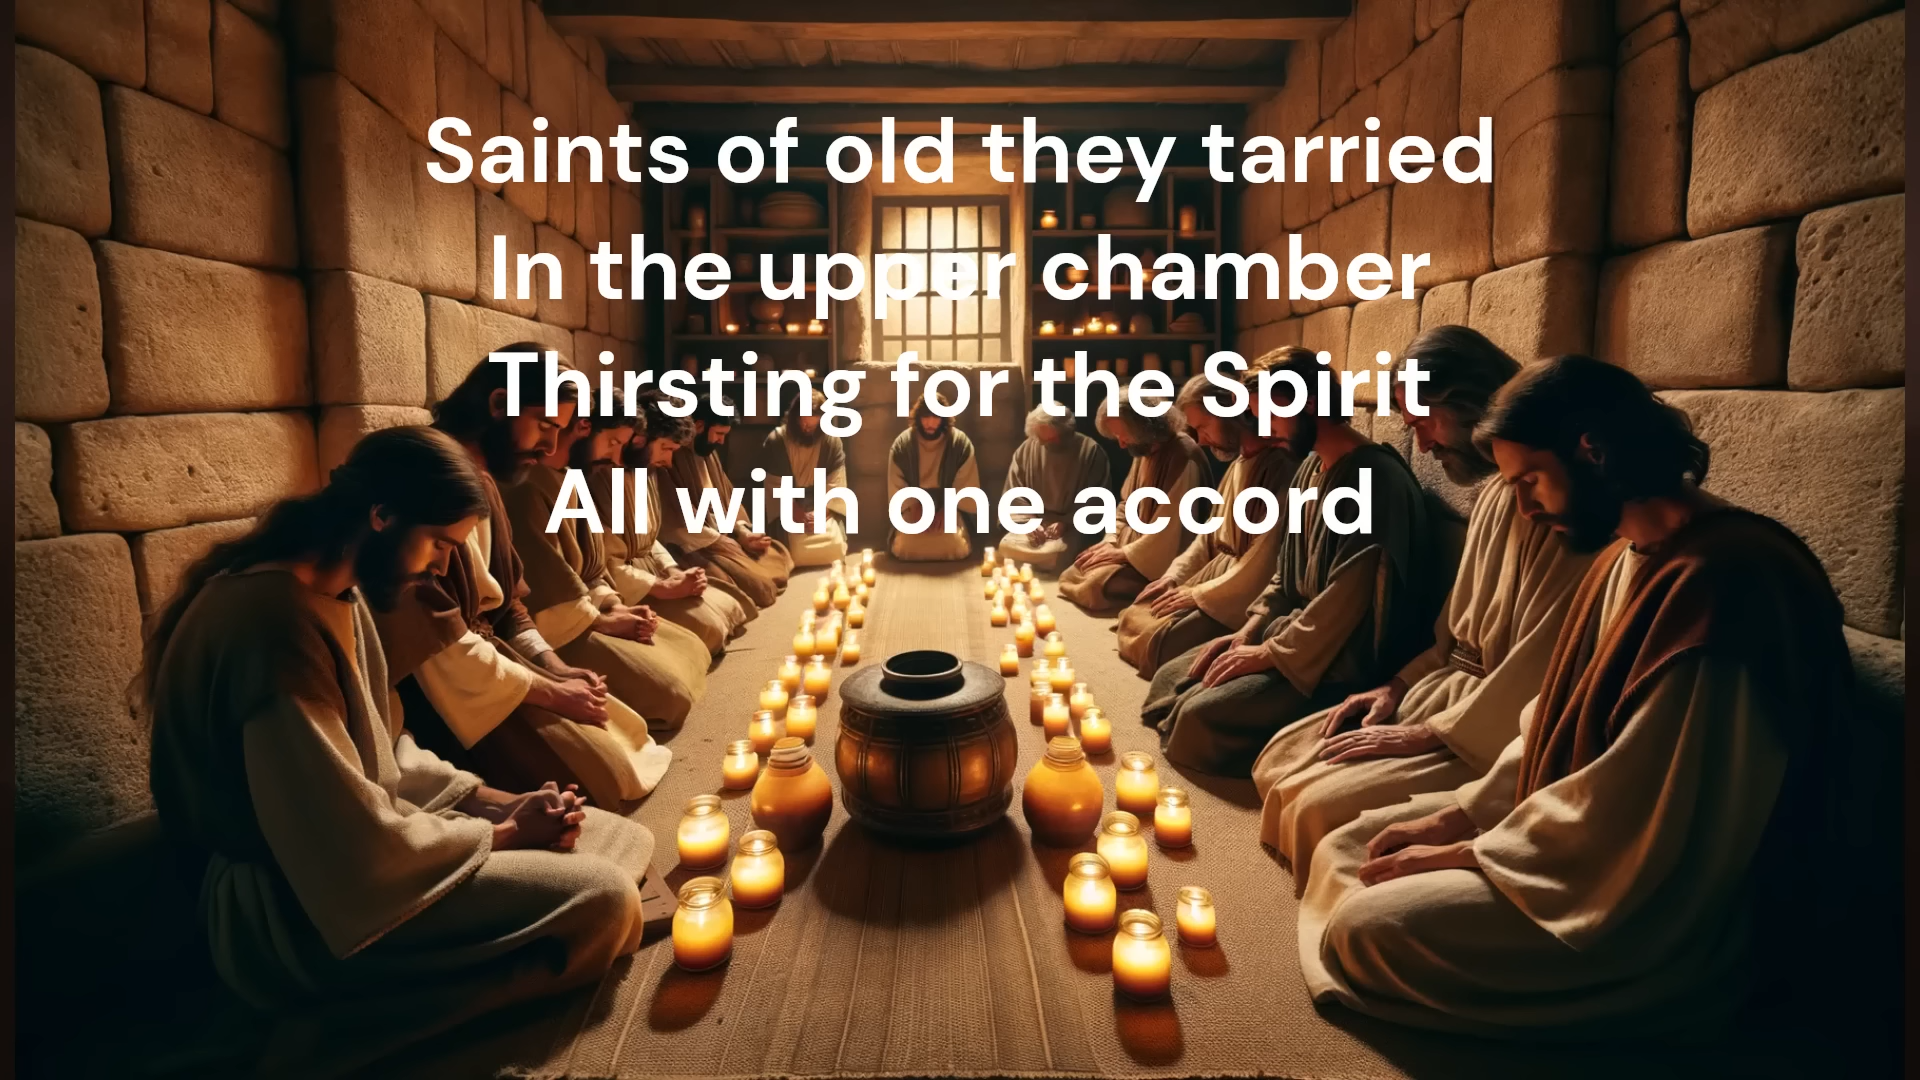 Saints of old they tarried
In the upper chamber
Thirsting for the Spirit
All with one accord